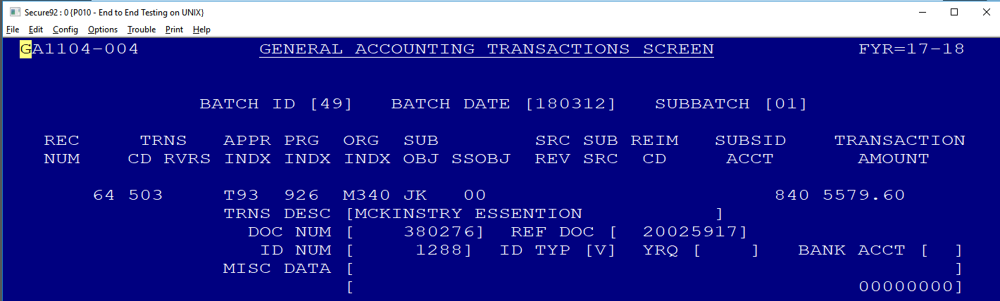 Secure92 : 0 {P010 - End to End Testing on UNIX}
File Edit Config Options Trouble Print Help
GA1104-004 GENERAL ACCOUNTING TRANSACTIONS SCREEN FYR=17-18
BATCH ID [49] BATCH DATE [180312] SUBBATCH [01]
REC TRNS APPR PRG ORG SUB SRC SUB REIM SUBSID TRANSACTION
NUM CD RVRS INDX INDX INDX OBJ SSOBJ REV SRC CD ACCT AMOUNT
64 503 T93 926 M340 JK 00 840 5579.60
TRNS DESC [MCKINSTRY ESSENTION ]
DOC NUM [ 380276] REF DOC [ 20025917]
ID NUM [ 1288] ID TYP [V] YRQ [ ] BANK ACCT [ ]
MISC DATA [ ]
[ 00000000]